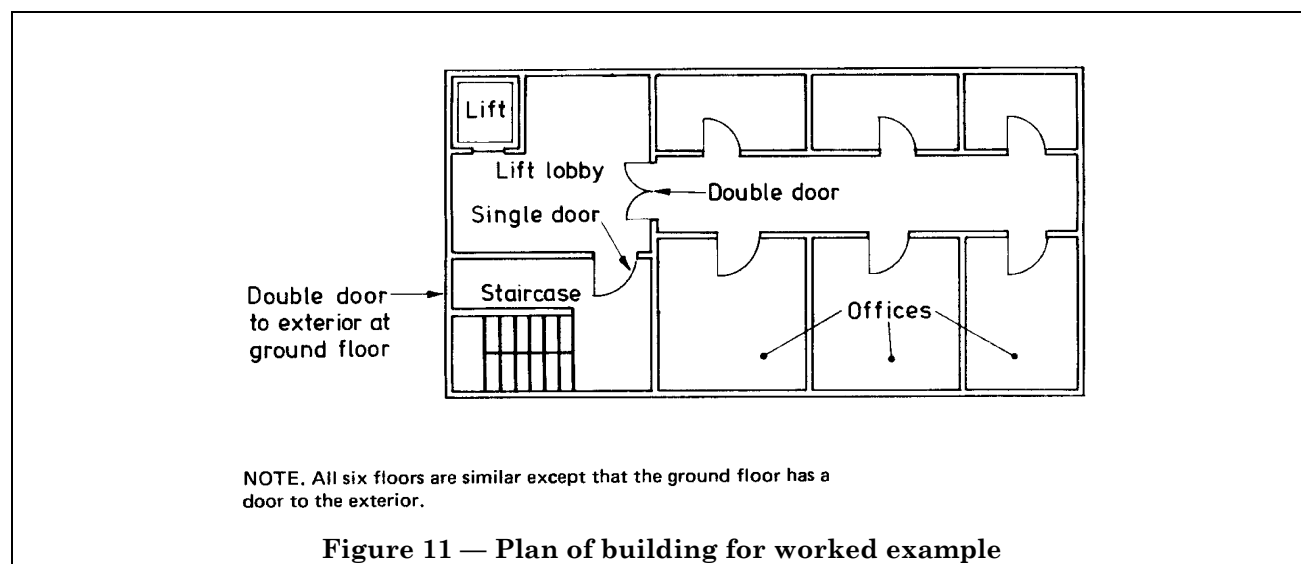 Lift
Lift lobby
Double door
Single door
Double door
to exterior at
ground floor
Staircase
Offices
NOTE. All six floors are similar except that the ground floor has a
door to the exterior.
Figure 11 — Plan of building for worked example